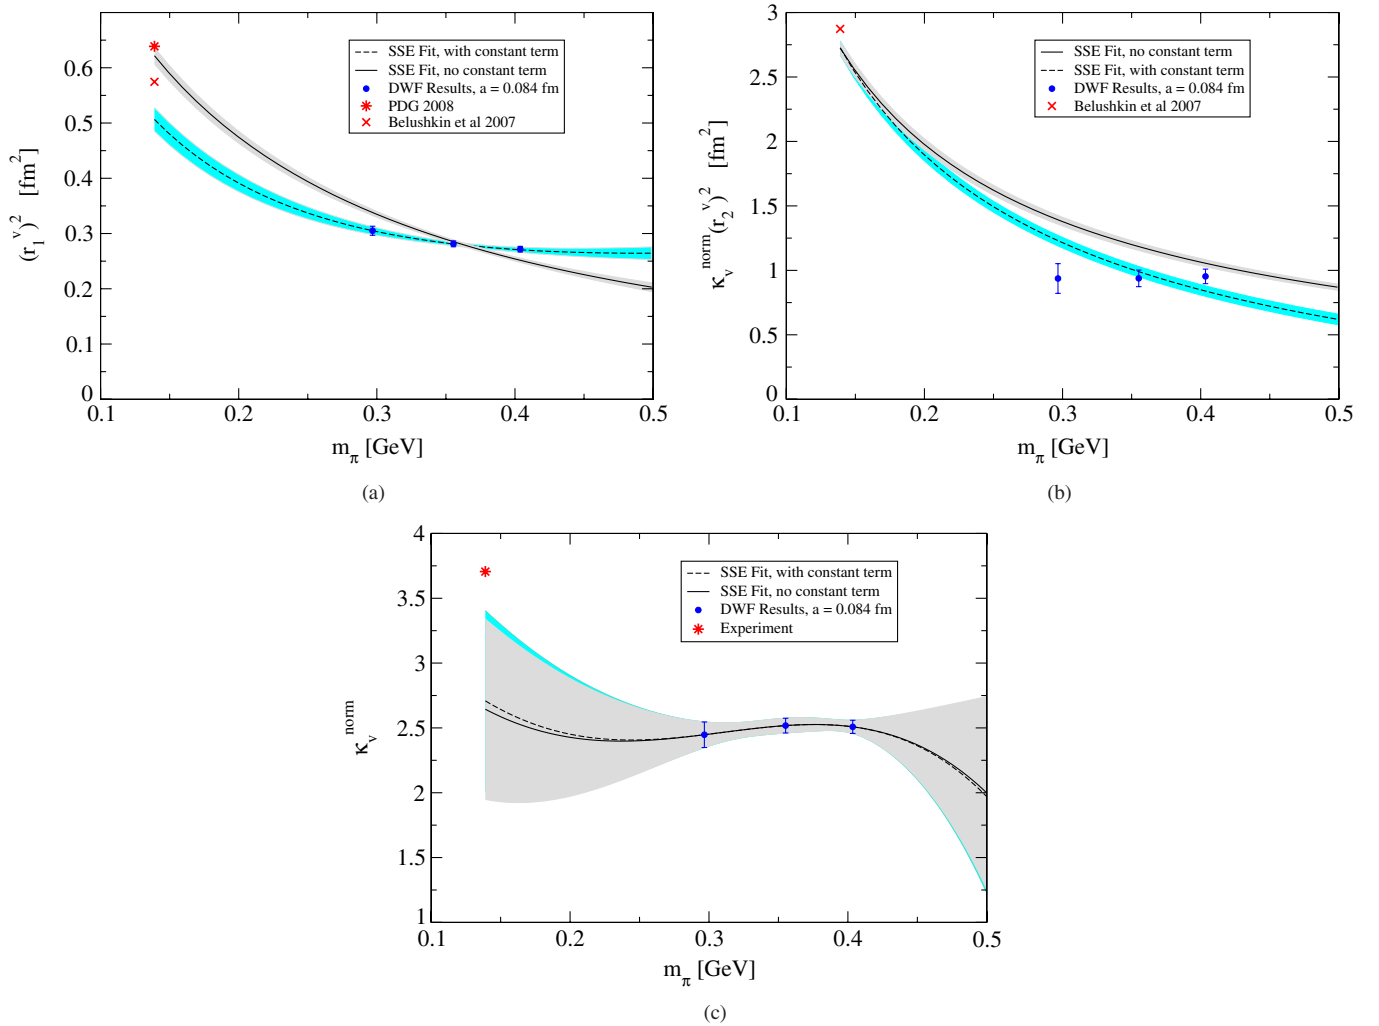 0.6
0.5
0.4
0.3
0.2
0.1
0
0.1
0.2
0.3
0.4
0.5
(r₁ᵛ)² [fm²]
m_π [GeV]
SSE Fit, with constant term
SSE Fit, no constant term
DWF Results, a = 0.084 fm
PDG 2008
Belushkin et al 2007
(a)
3
2.5
2
1.5
1
0.5
0
0.1
0.2
0.3
0.4
0.5
κᵥⁿᵒʳᵐ(r₂ᵛ)² [fm²]
m_π [GeV]
SSE Fit, no constant term
SSE Fit, with constant term
DWF Results, a = 0.084 fm
Belushkin et al 2007
(b)
4
3.5
3
2.5
2
1.5
1
0.1
0.2
0.3
0.4
0.5
κᵥⁿᵒʳᵐ
m_π [GeV]
SSE Fit, with constant term
SSE Fit, no constant term
DWF Results, a = 0.084 fm
Experiment
(c)